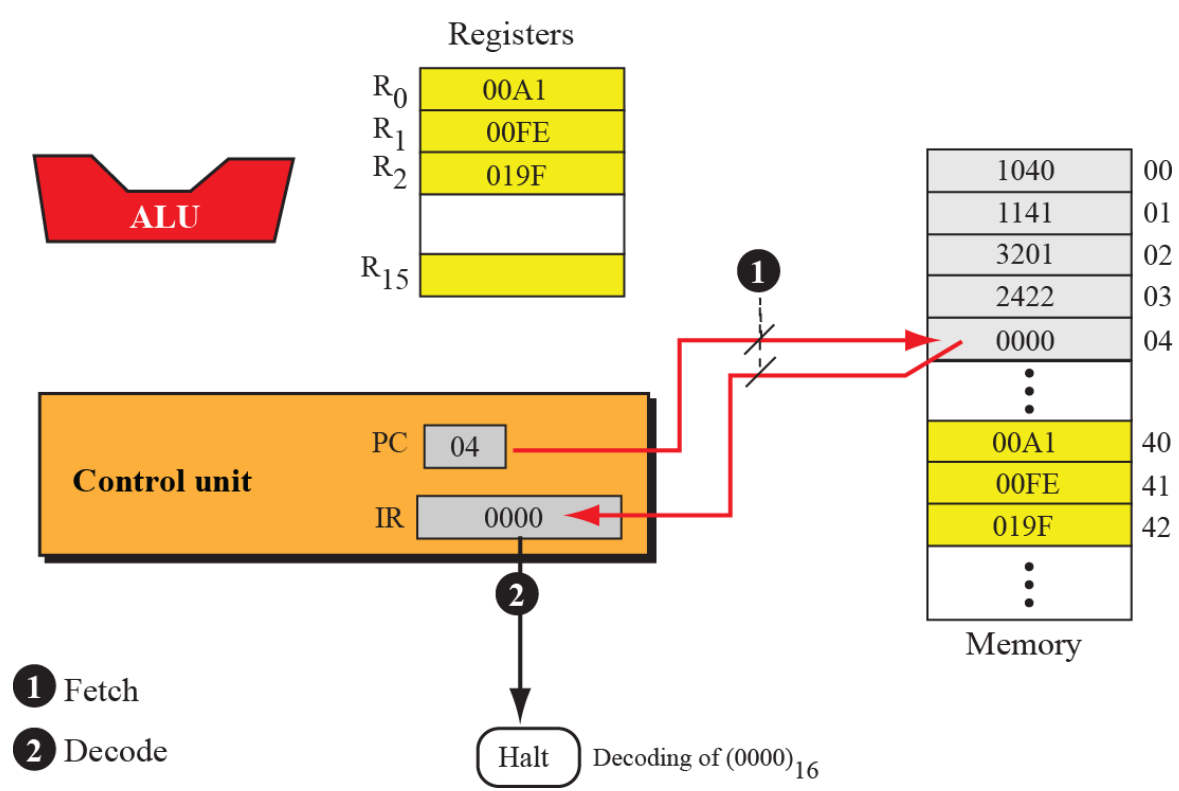 Registers
R0 00A1
R1 00FE
R2 019F
R15
ALU
1040 00
1141 01
3201 02
2422 03
0000 04
00A1 40
00FE 41
019F 42
Memory
1
Control unit
PC 04
IR 0000
2
1 Fetch
2 Decode
Halt Decoding of (0000)16